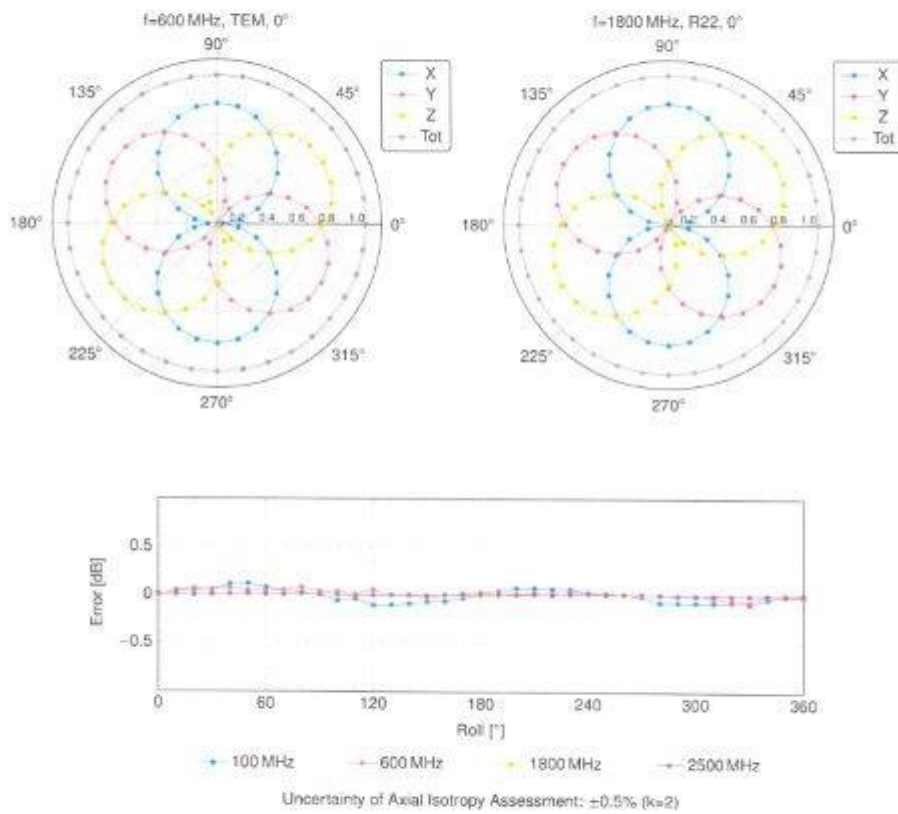 f=600 MHz, TEM, 0°
90°
135°
45°
180°
0.2 0.4 0.6 0.8 1.0
0°
225°
315°
270°
X
Y
Z
Tot
f=1800 MHz, R22, 0°
90°
135°
45°
180°
0.2 0.4 0.6 0.8 1.0
0°
225°
315°
270°
X
Y
Z
Tot
Error [dB]
0.5
0
−0.5
0 60 120 180 240 300 360
Roll [°]
100 MHz 600 MHz 1800 MHz 2500 MHz
Uncertainty of Axial Isotropy Assessment: ±0.5% (k=2)